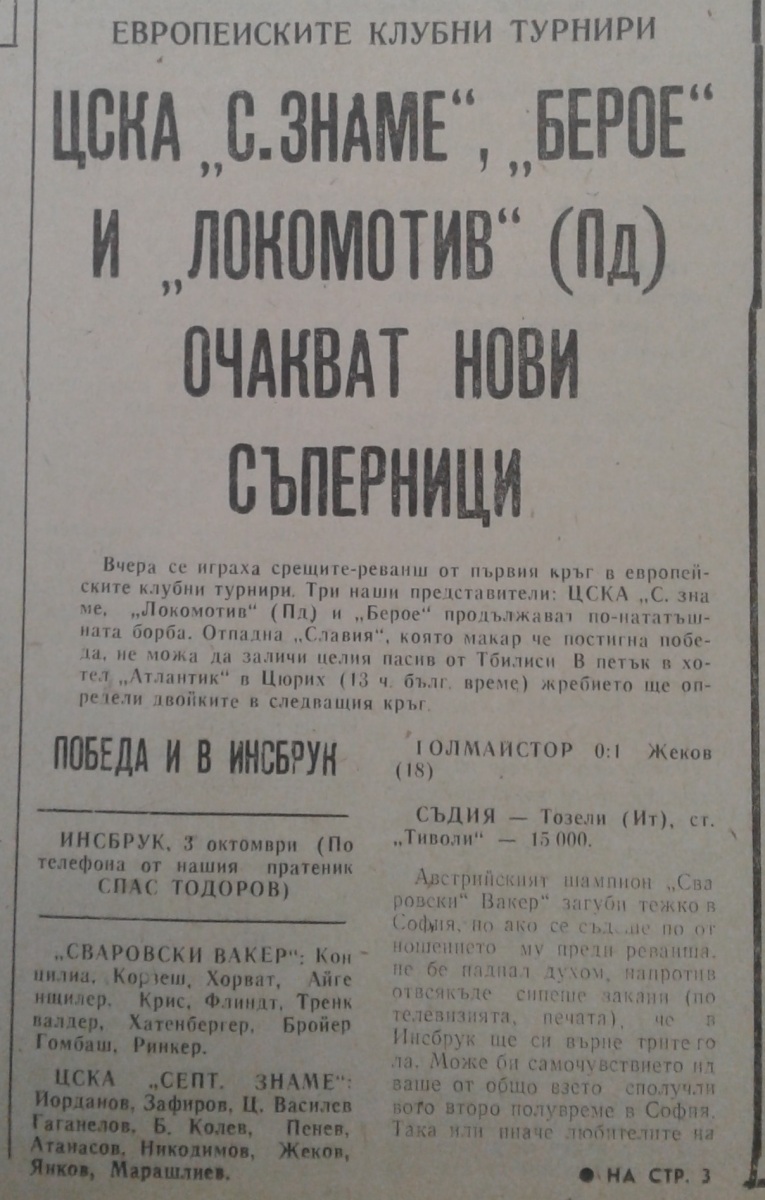 ЕВРОПЕИСКИТЕ КЛУБНИ ТУРНИРИ
ЦСКА „С.ЗНАМЕ“, „БЕРОЕ“
И „ЛОКОМОТИВ“ (Пд)
ОЧАКВАТ НОВИ
СЪПЕРНИЦИ
Вчера се играха срещите-реванш от първия кръг в европей-
ските клубни турнири. Три наши представители: ЦСКА „С. зна
ме, „Локомотив“ (Пд) и „Берое“ продължават по-нататъш-
ната борба. Отпадна „Славия“, която макар че постигна побе-
да, не можа да заличи целия пасив от Тбилиси В петък в хо-
тел „Атлантик“ в Цюрих (13 ч. бълг. време) жребието ще оп-
редели двойките в следващия кръг.
ПОБЕДА И В ИНСБРУК
ИНСБРУК, 3 октомври (По
телефона от нашия пратеник
СПАС ТОДОРОВ)
„СВАРОВСКИ ВАКЕР“: Кон
цилиа, Корзеш, Хорват, Айге
нщилер, Крис, Флиндт, Тренк
валдер, Хатенбергер, Бройер
Гомбаш, Ринкер.
ЦСКА „СЕПТ. ЗНАМЕ“:
Йорданов, Зафиров, Ц. Василев
Гаганелов, Б. Колев, Пенев,
Атанасов, Никодимов, Жеков,
Янков, Марашлиев.
ГОЛМАЙСТОР 0:1 Жеков
(18)
СЪДИЯ — Тозели (Ит), ст.
„Тиволи“ — 15 000.
Австрийският шампион „Сва
ровски“ Вакер“ загуби тежко в
София, но ако се съдеше по от
ношението му преди реванша,
не бе паднал духом, напротив
отвсякъде сипеше закани (по
телевизията, печата), че в
Инсбрук ще си върне трите го
ла. Може би самочувствието ид
ваше от общо взето сполучли
вото второ полувреме в София.
Така или иначе любителите на
● НА СТР. 3